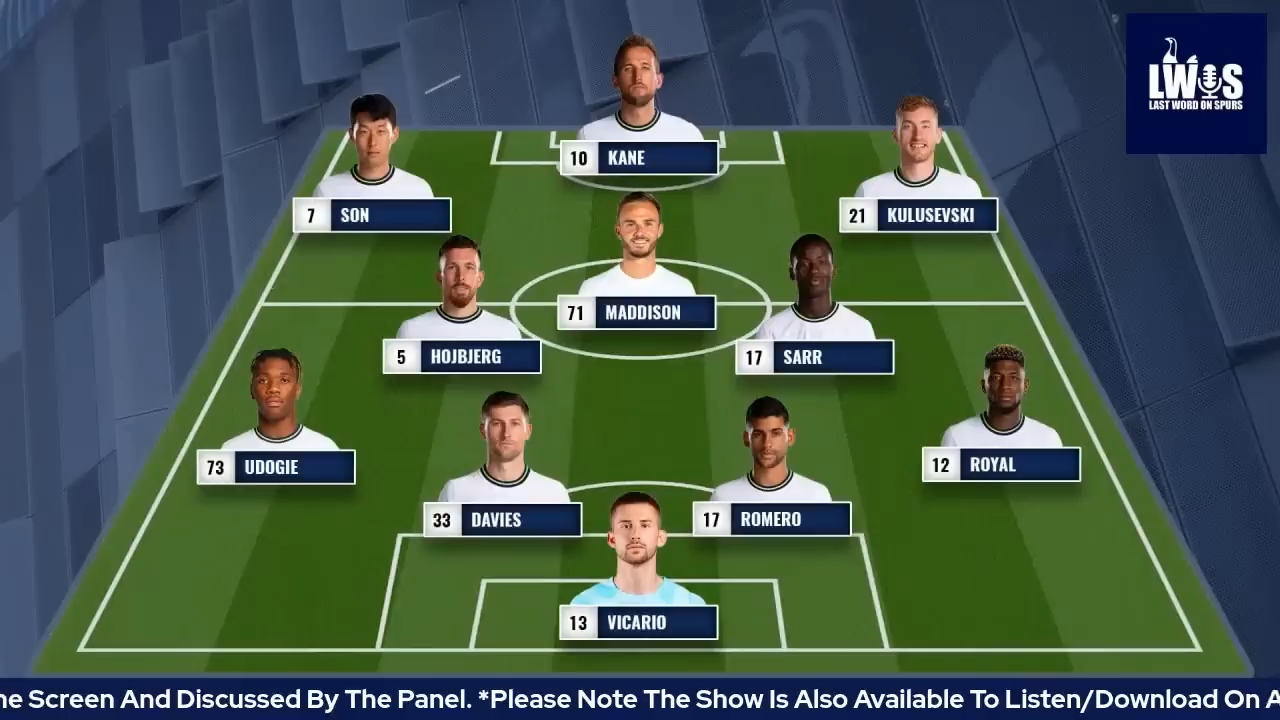 LW S
LAST WORD ON SPURS
10 KANE
7 SON
21 KULUSEVSKI
71 MADDISON
5 HOJBJERG
17 SARR
73 UDOGIE
12 ROYAL
33 DAVIES
17 ROMERO
13 VICARIO
ne Screen And Discussed By The Panel. *Please Note The Show Is Also Available To Listen/Download On A